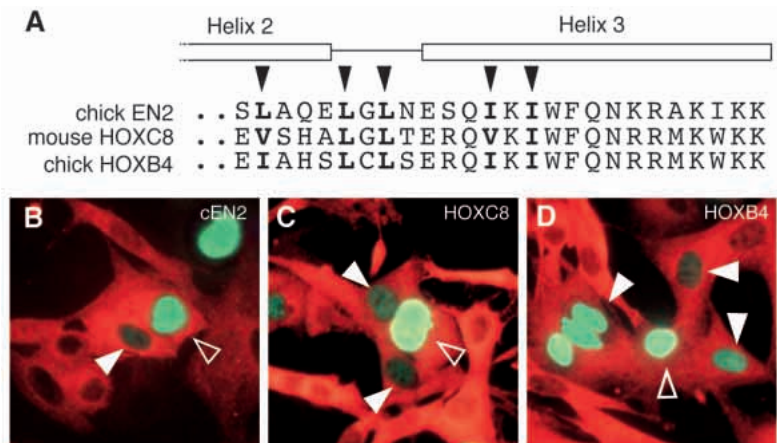 A
Helix 2 Helix 3
chick EN2 ..SLAQELGLNESQIKIWFQNKRAKIKK
mouse HOXC8 ..EVSHALGLTERQVKIWFQNRRMKWKK
chick HOXB4 ..EIAHSLCLSERQIKIWFQNRRMKWKK
B cEN2
C HOXC8
D HOXB4